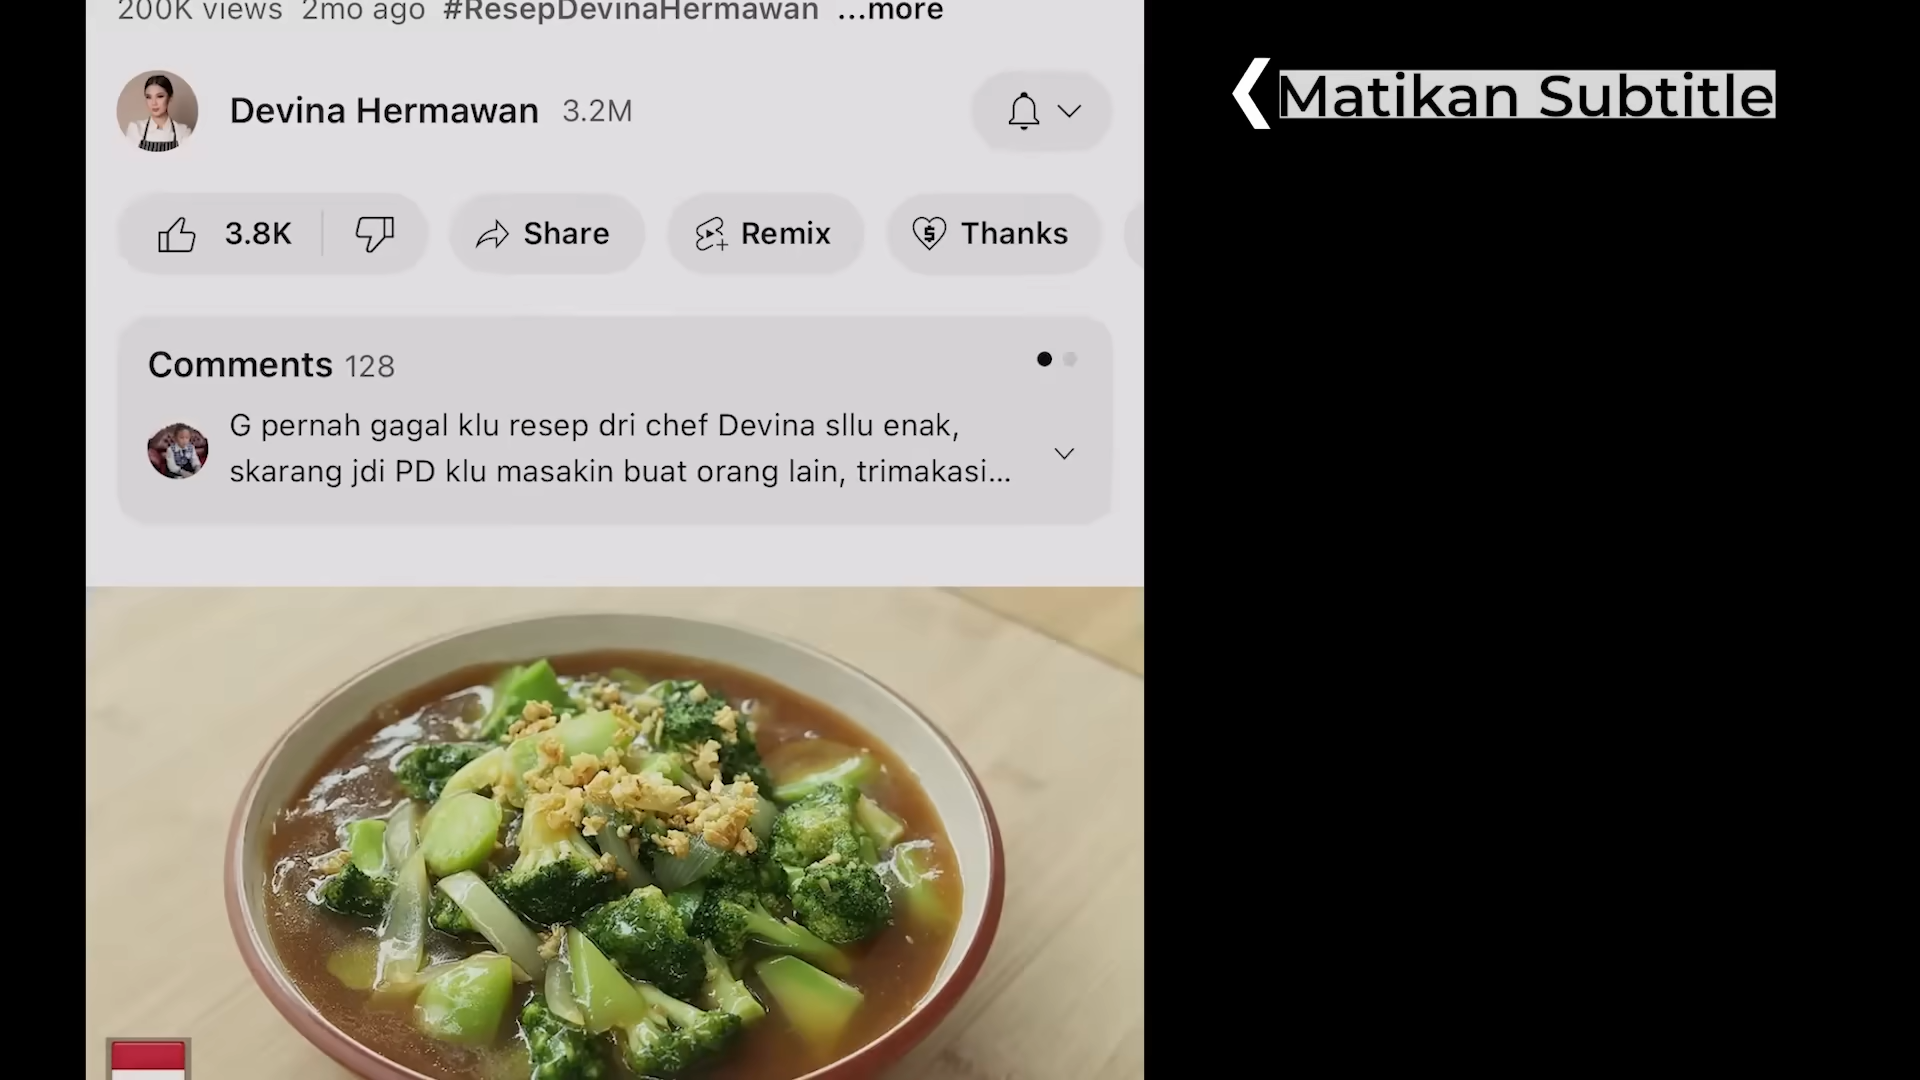 200K views 2mo ago #ResepDevinaHermawan ...more
Devina Hermawan 3.2M
3.8K Share Remix Thanks
Comments 128
G pernah gagal klu resep dri chef Devina sllu enak,
skarang jdi PD klu masakin buat orang lain, trimakasi...
Matikan Subtitle